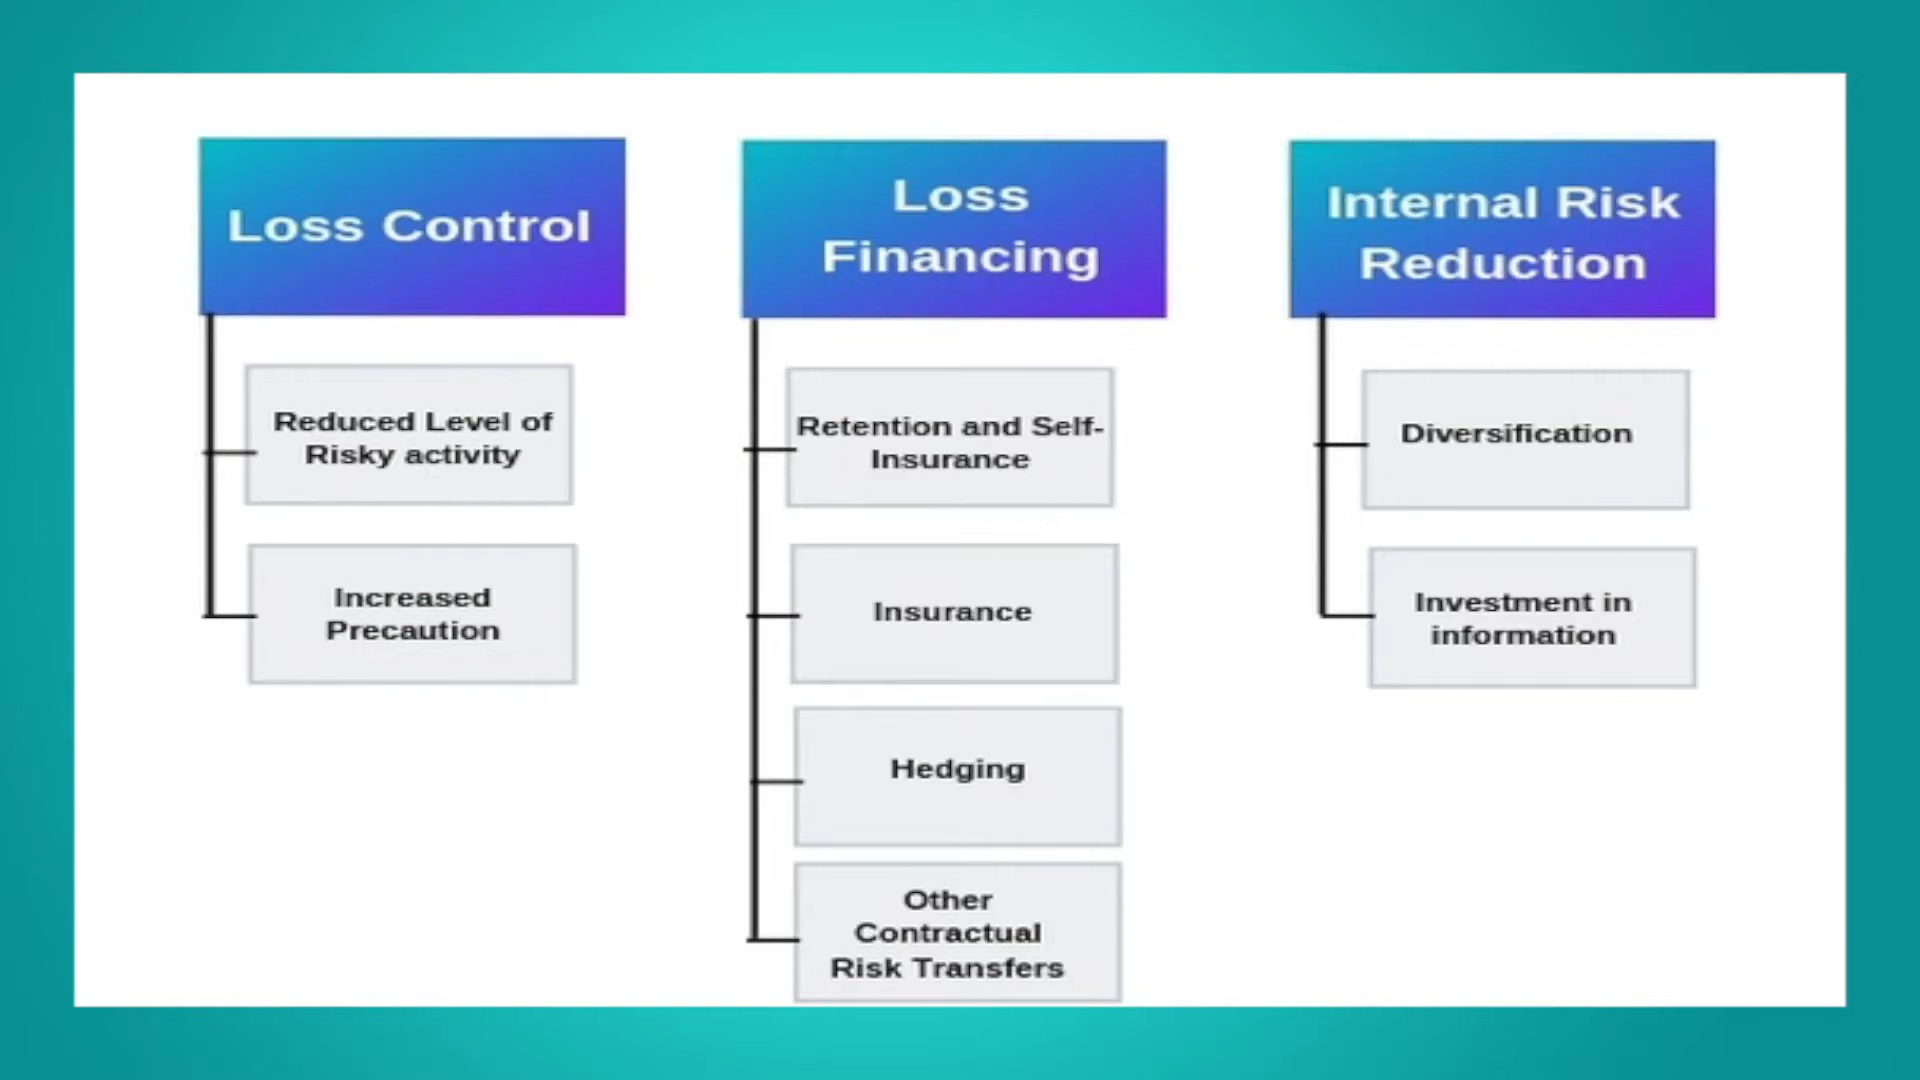 Loss Control
Reduced Level of
Risky activity
Increased
Precaution
Loss
Financing
Retention and Self-
Insurance
Insurance
Hedging
Other
Contractual
Risk Transfers
Internal Risk
Reduction
Diversification
Investment in
information